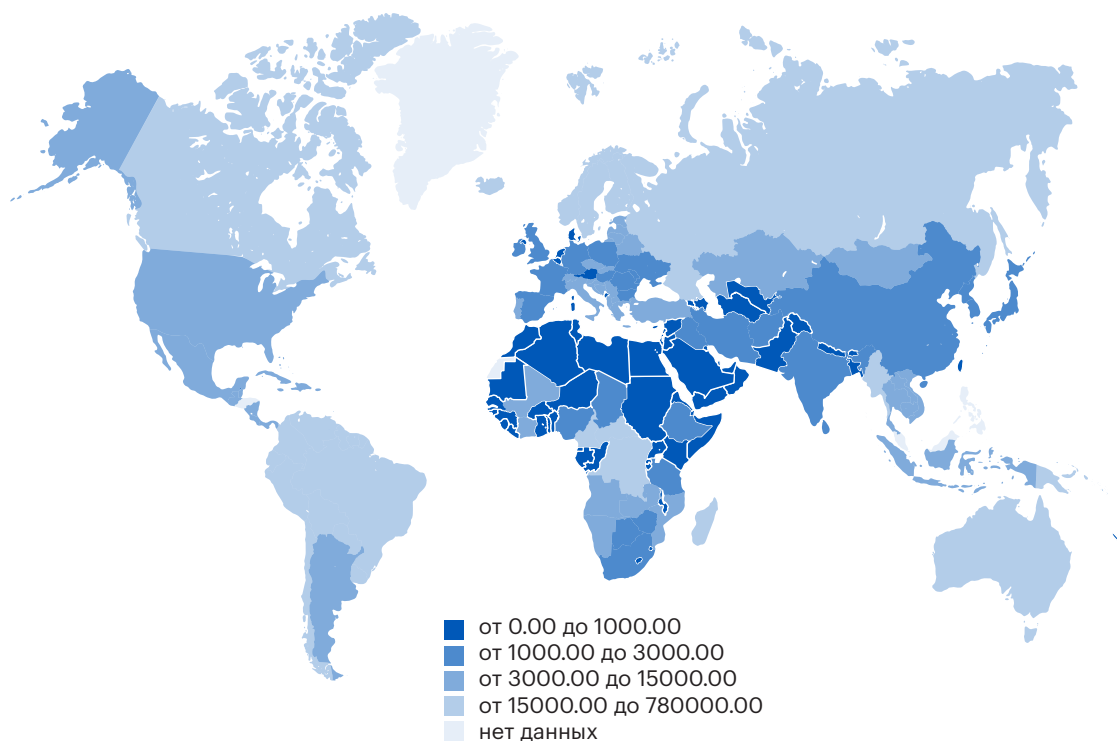 от 0.00 до 1000.00
от 1000.00 до 3000.00
от 3000.00 до 15000.00
от 15000.00 до 780000.00
нет данных